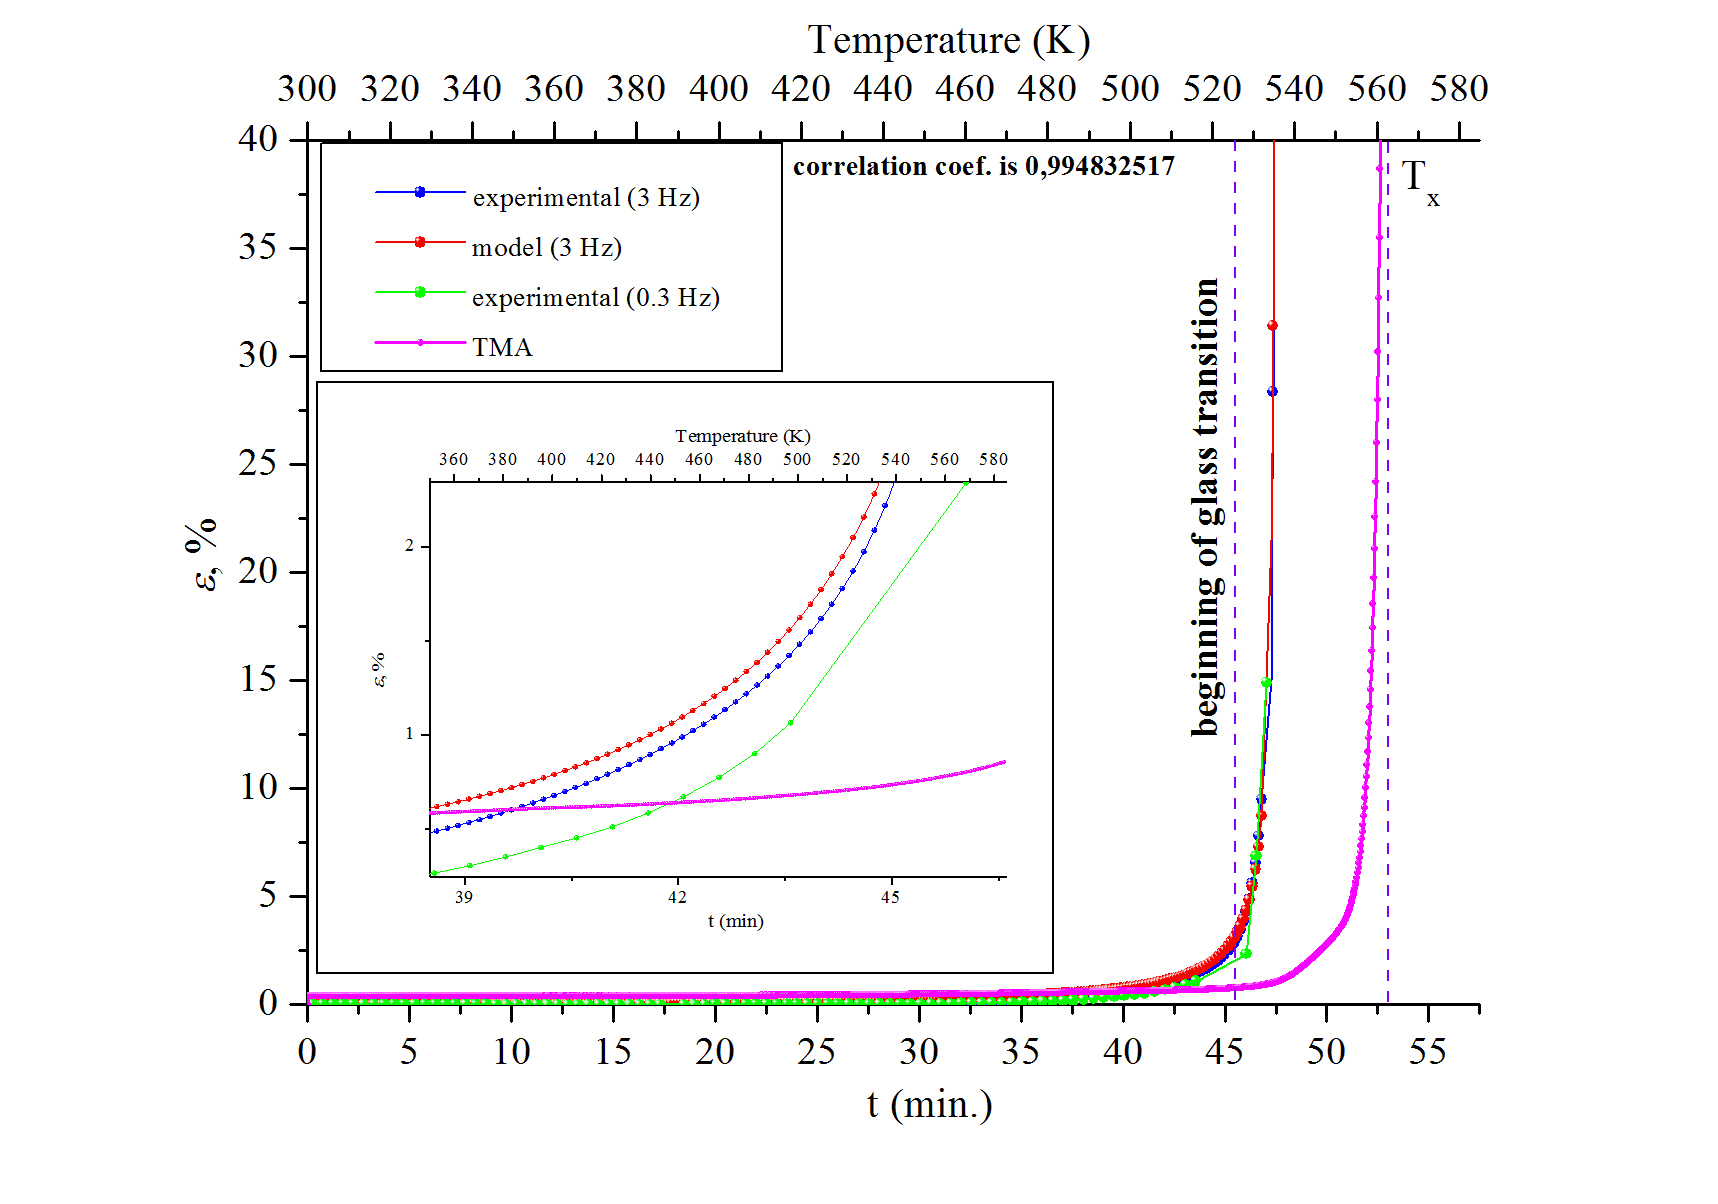 Temperature (K)
300 320 340 360 380 400 420 440 460 480 500 520 540 560 580
40
35
30
25
20
15
10
5
0
ε, %
correlation coef. is 0,994832517
T
x
experimental (3 Hz)
model (3 Hz)
experimental (0.3 Hz)
TMA
beginning of glass transition
Temperature (K)
360 380 400 420 440 460 480 500 520 540 560 580
2
1
ε, %
39 42 45
t (min)
0 5 10 15 20 25 30 35 40 45 50 55
t (min.)